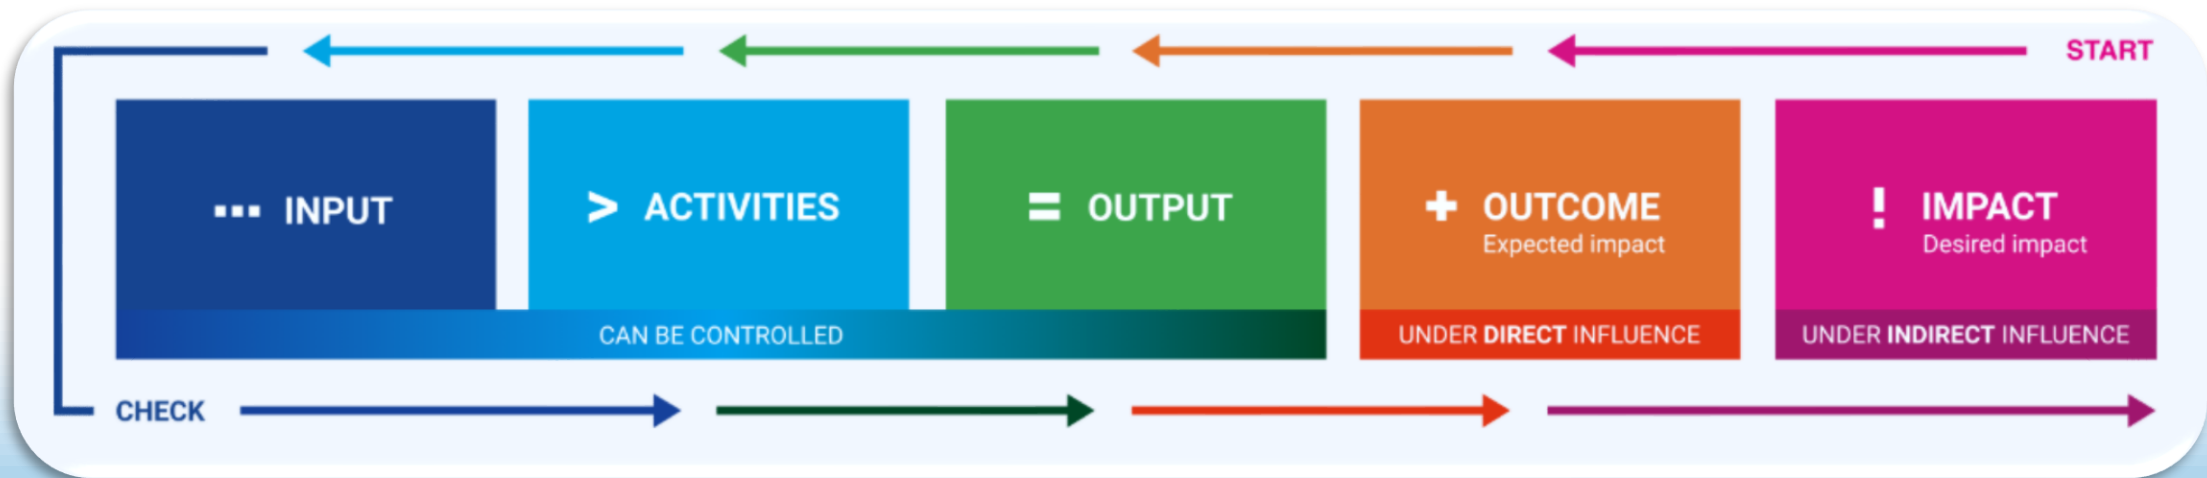 START
… INPUT
> ACTIVITIES
= OUTPUT
+ OUTCOME
Expected impact
! IMPACT
Desired impact
CAN BE CONTROLLED
UNDER DIRECT INFLUENCE
UNDER INDIRECT INFLUENCE
CHECK